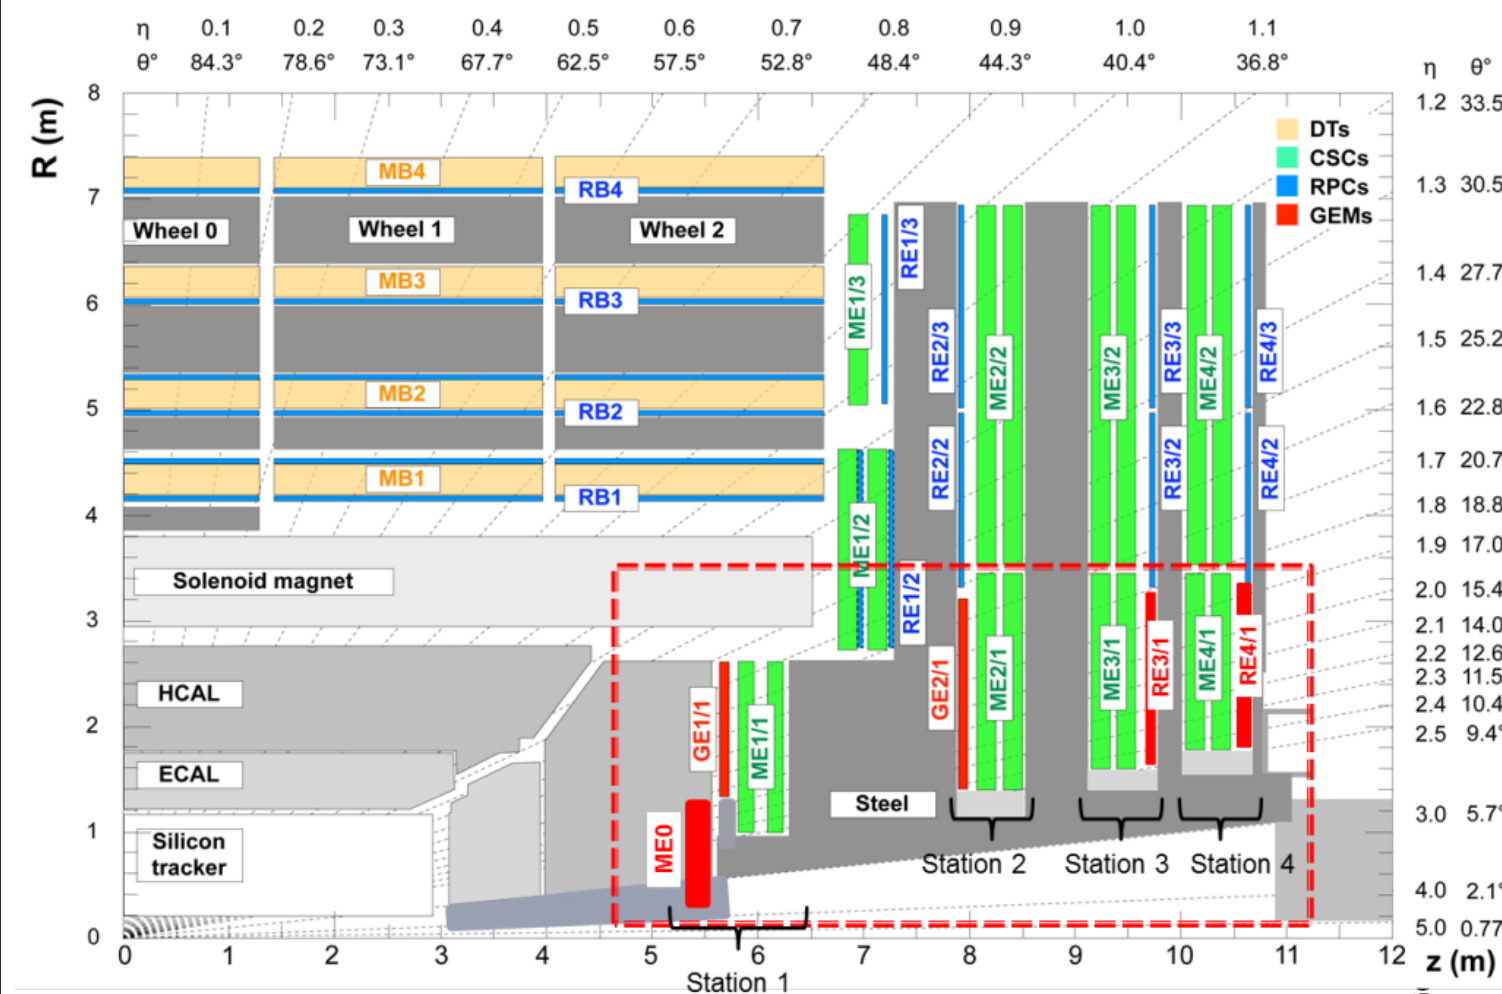 η 0.1 0.2 0.3 0.4 0.5 0.6 0.7 0.8 0.9 1.0 1.1
θ° 84.3° 78.6° 73.1° 67.7° 62.5° 57.5° 52.8° 48.4° 44.3° 40.4° 36.8°
η θ°
8
1.2 33.5
R (m)
DTs
CSCs
RPCs
GEMs
MB4
RB4
7
1.3 30.5
Wheel 0 Wheel 1 Wheel 2
RE1/3
MB3
RB3
6
1.4 27.7
ME1/3
RE2/3
ME2/2
ME3/2
RE3/3
ME4/2
RE4/3
1.5 25.2
MB2
RB2
5
1.6 22.8
MB1
RB1
RE2/2
RE3/2
RE4/2
1.7 20.7
4
1.8 18.8
ME1/2
1.9 17.0
Solenoid magnet
RE1/2
2.0 15.4
3
2.1 14.0
2.2 12.6
2.3 11.5
HCAL
GE1/1
ME1/1
GE2/1
ME2/1
ME3/1
RE3/1
ME4/1
RE4/1
2.4 10.4
2
2.5 9.4°
ECAL
Steel
3.0 5.7°
1
Silicon
tracker
ME0
Station 2 Station 3 Station 4
4.0 2.1°
0
5.0 0.77
0 1 2 3 4 5 6 7 8 9 10 11 12 z (m)
Station 1